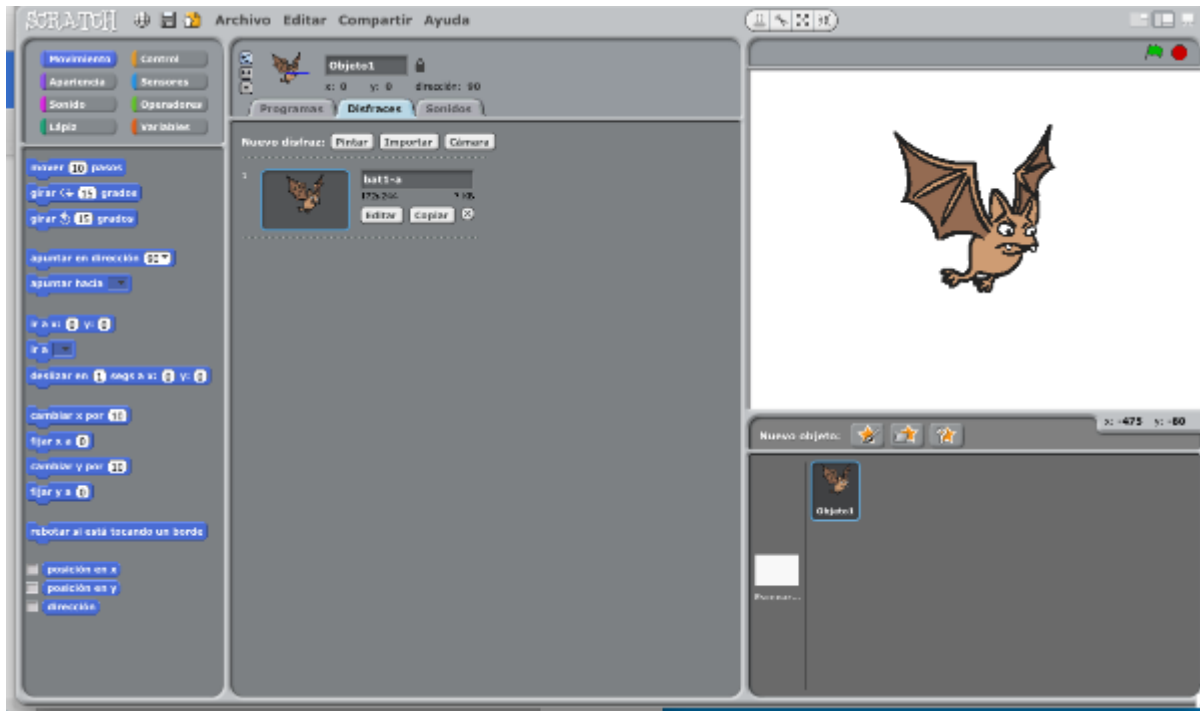 SCRATCH Archivo Editar Compartir Ayuda
Movimiento Control
Apariencia Sensores
Sonido Operadores
Lápiz Variables
mover 10 pasos
girar 15 grados
girar 15 grados
apuntar en dirección 90
apuntar hacia
ir a x: 0 y: 0
ir a
deslizar en 1 segs a x: 0 y: 0
cambiar x por 10
fijar x a 0
cambiar y por 10
fijar y a 0
rebotar si está tocando un borde
posición en x
posición en y
dirección
Objeto1
x: 0 y: 0 dirección: 90
Programas Disfraces Sonidos
Nuevo disfraz: Pintar Importar Cámara
1
bat1-a
7 KB
Editar Copiar
x: -475 y: -60
Nuevo objeto:
Objeto1